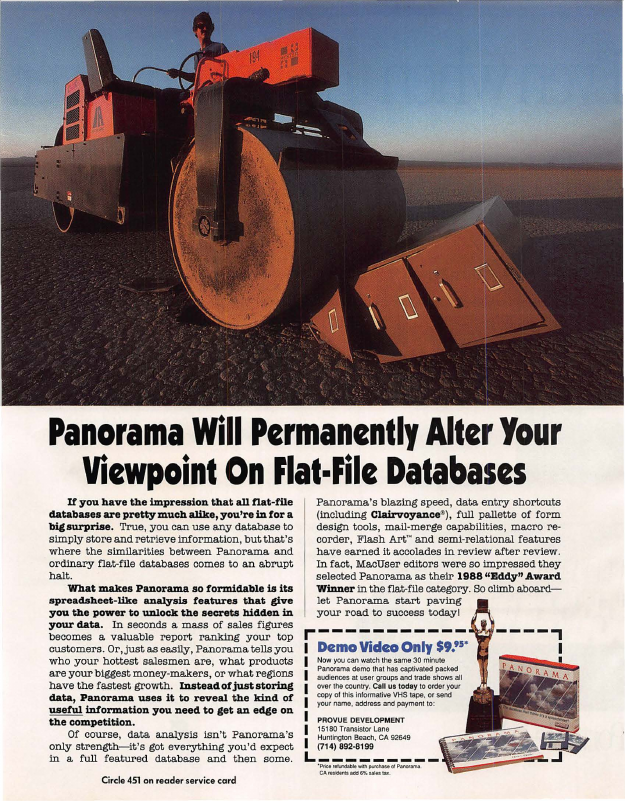 194
Panorama Will Permanently Alter Your
Viewpoint On Flat-File Databases
If you have the impression that all flat-file
databases are pretty much alike, you're in for a
big surprise. True, you can use any database to
simply store and retrieve information, but that's
where the similarities between Panorama and
ordinary flat-file databases comes to an abrupt
halt.
What makes Panorama so formidable is its
spreadsheet-like analysis features that give
you the power to unlock the secrets hidden in
your data. In seconds a mass of sales figures
becomes a valuable report ranking your top
customers. Or, just as easily, Panorama tells you
who your hottest salesmen are, what products
are your biggest money-makers, or what regions
have the fastest growth. Instead of just storing
data, Panorama uses it to reveal the kind of
useful information you need to get an edge on
the competition.
Of course, data analysis isn't Panorama's
only strength—it's got everything you'd expect
in a full featured database and then some.
Panorama's blazing speed, data entry shortcuts
(including Clairvoyance®), full pallette of form
design tools, mail-merge capabilities, macro re-
corder, Flash Art™ and semi-relational features
have earned it accolades in review after review.
In fact, MacUser editors were so impressed they
selected Panorama as their 1988 "Eddy" Award
Winner in the flat-file category. So climb aboard—
let Panorama start paving
your road to success today!
Demo Video Only $9.95*
Now you can watch the same 30 minute
Panorama demo that has captivated packed
audiences at user groups and trade shows all
over the country. Call us today to order your
copy of this informative VHS tape, or send
your name, address and payment to:
PROVUE DEVELOPMENT
15180 Transistor Lane
Huntington Beach, CA 92649
(714) 892-8199
*Price refundable with purchase of Panorama.
CA residents add 6% sales tax.
PANORAMA
PANORAMA
Circle 451 on reader service card